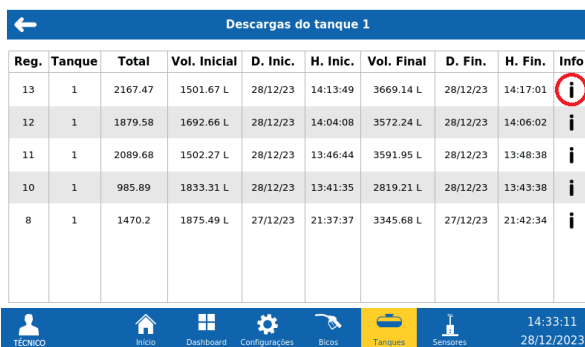 Descargas do tanque 1
Reg. Tanque Total Vol. Inicial D. Inic. H. Inic. Vol. Final D. Fin. H. Fin. Info
13 1 2167.47 1501.67 L 28/12/23 14:13:49 3669.14 L 28/12/23 14:17:01
12 1 1879.58 1692.66 L 28/12/23 14:04:08 3572.24 L 28/12/23 14:06:02
11 1 2089.68 1502.27 L 28/12/23 13:46:44 3591.95 L 28/12/23 13:48:38
10 1 985.89 1833.31 L 28/12/23 13:41:35 2819.21 L 28/12/23 13:43:38
8 1 1470.2 1875.49 L 27/12/23 21:37:37 3345.68 L 27/12/23 21:42:34
TÉCNICO Início Dashboard Configurações Bicos Tanques Sensores 14:33:11
28/12/2023